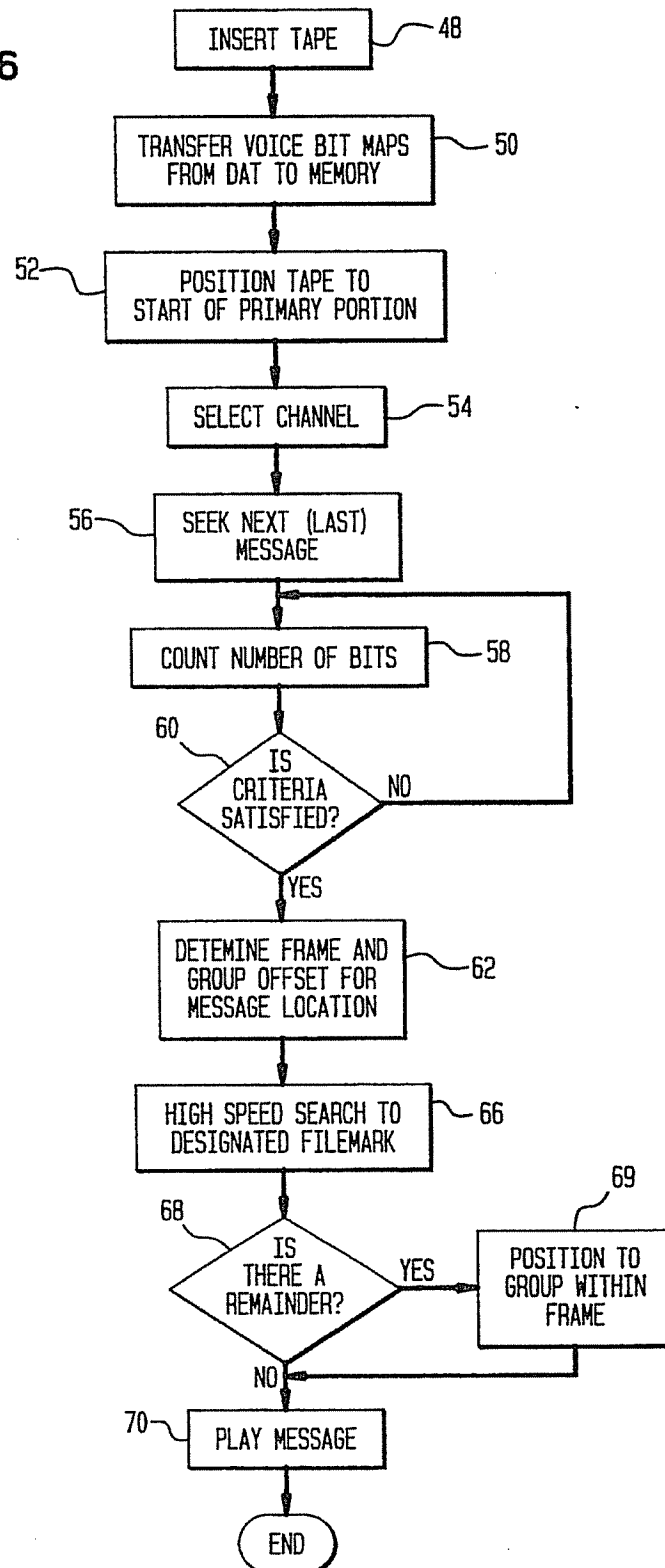 6
INSERT TAPE
48
TRANSFER VOICE BIT MAPS
FROM DAT TO MEMORY
50
52
POSITION TAPE TO
START OF PRIMARY PORTION
SELECT CHANNEL
54
56
SEEK NEXT (LAST)
MESSAGE
COUNT NUMBER OF BITS
58
60
IS
CRITERIA
SATISFIED?
NO
YES
DETEMINE FRAME AND
GROUP OFFSET FOR
MESSAGE LOCATION
62
HIGH SPEED SEARCH TO
DESIGNATED FILEMARK
66
68
IS
THERE A
REMAINDER?
YES
69
POSITION TO
GROUP WITHIN
FRAME
NO
70
PLAY MESSAGE
END